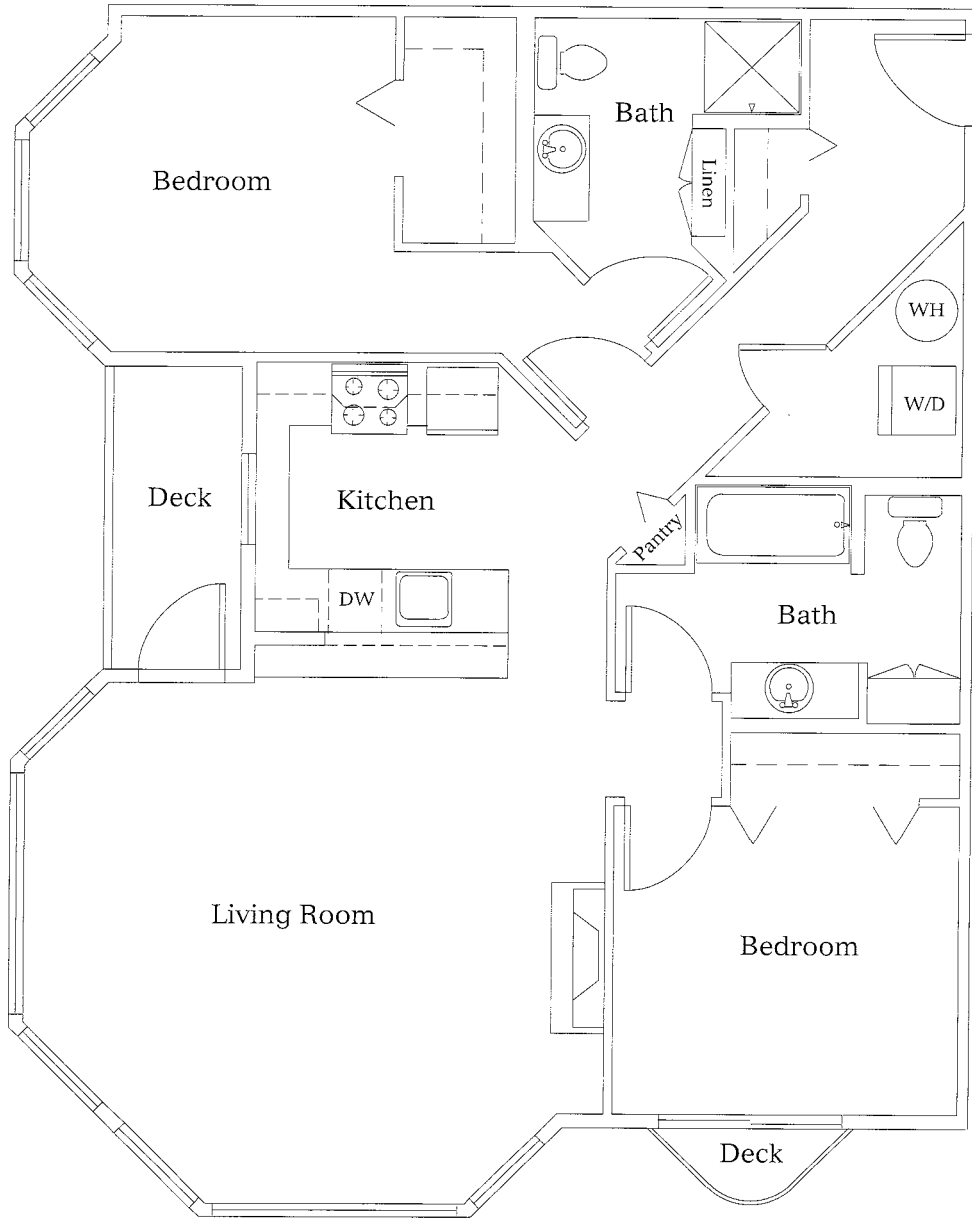 Bath
Bedroom
Linen
WH
W/D
Deck
Kitchen
Pantry
DW
Bath
Living Room
Bedroom
Deck